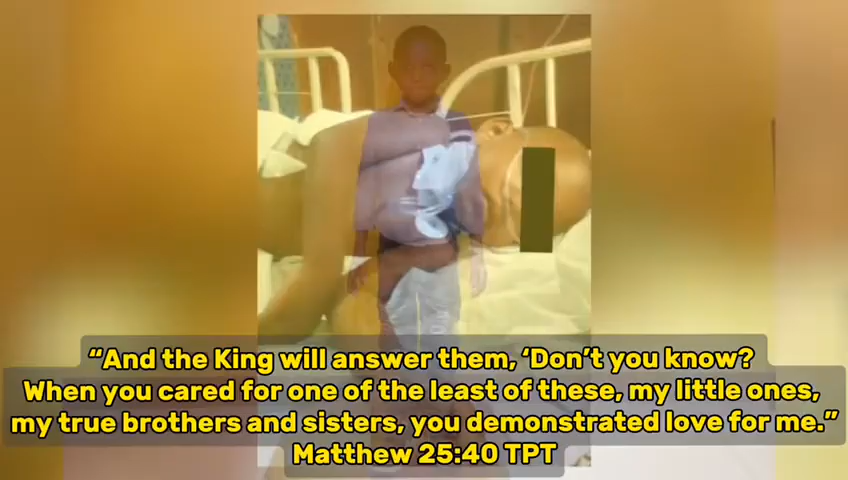 “And the King will answer them, ‘Don’t you know?
When you cared for one of the least of these, my little ones,
my true brothers and sisters, you demonstrated love for me.”
Matthew 25:40 TPT